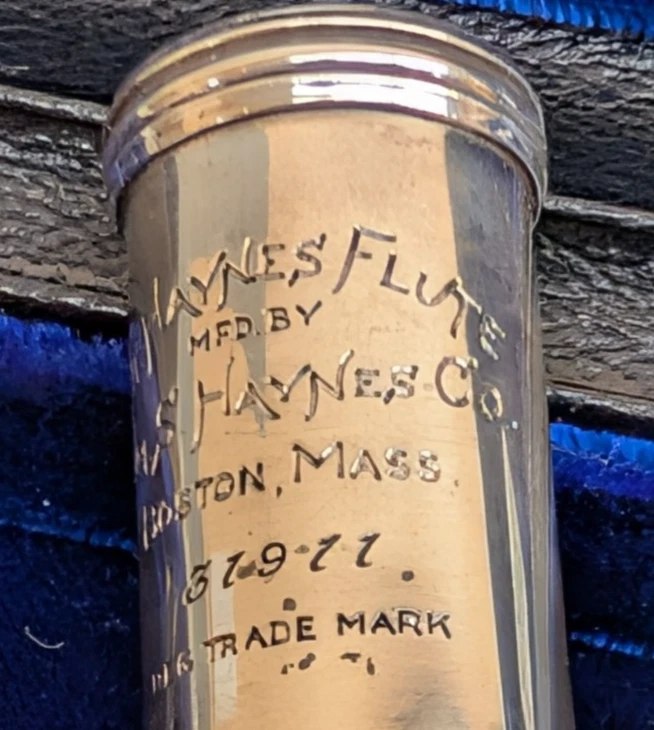 HAYNES FLUTE
MFD. BY
S HAYNES Co.
BOSTON, MASS.
31911.
TRADE MARK